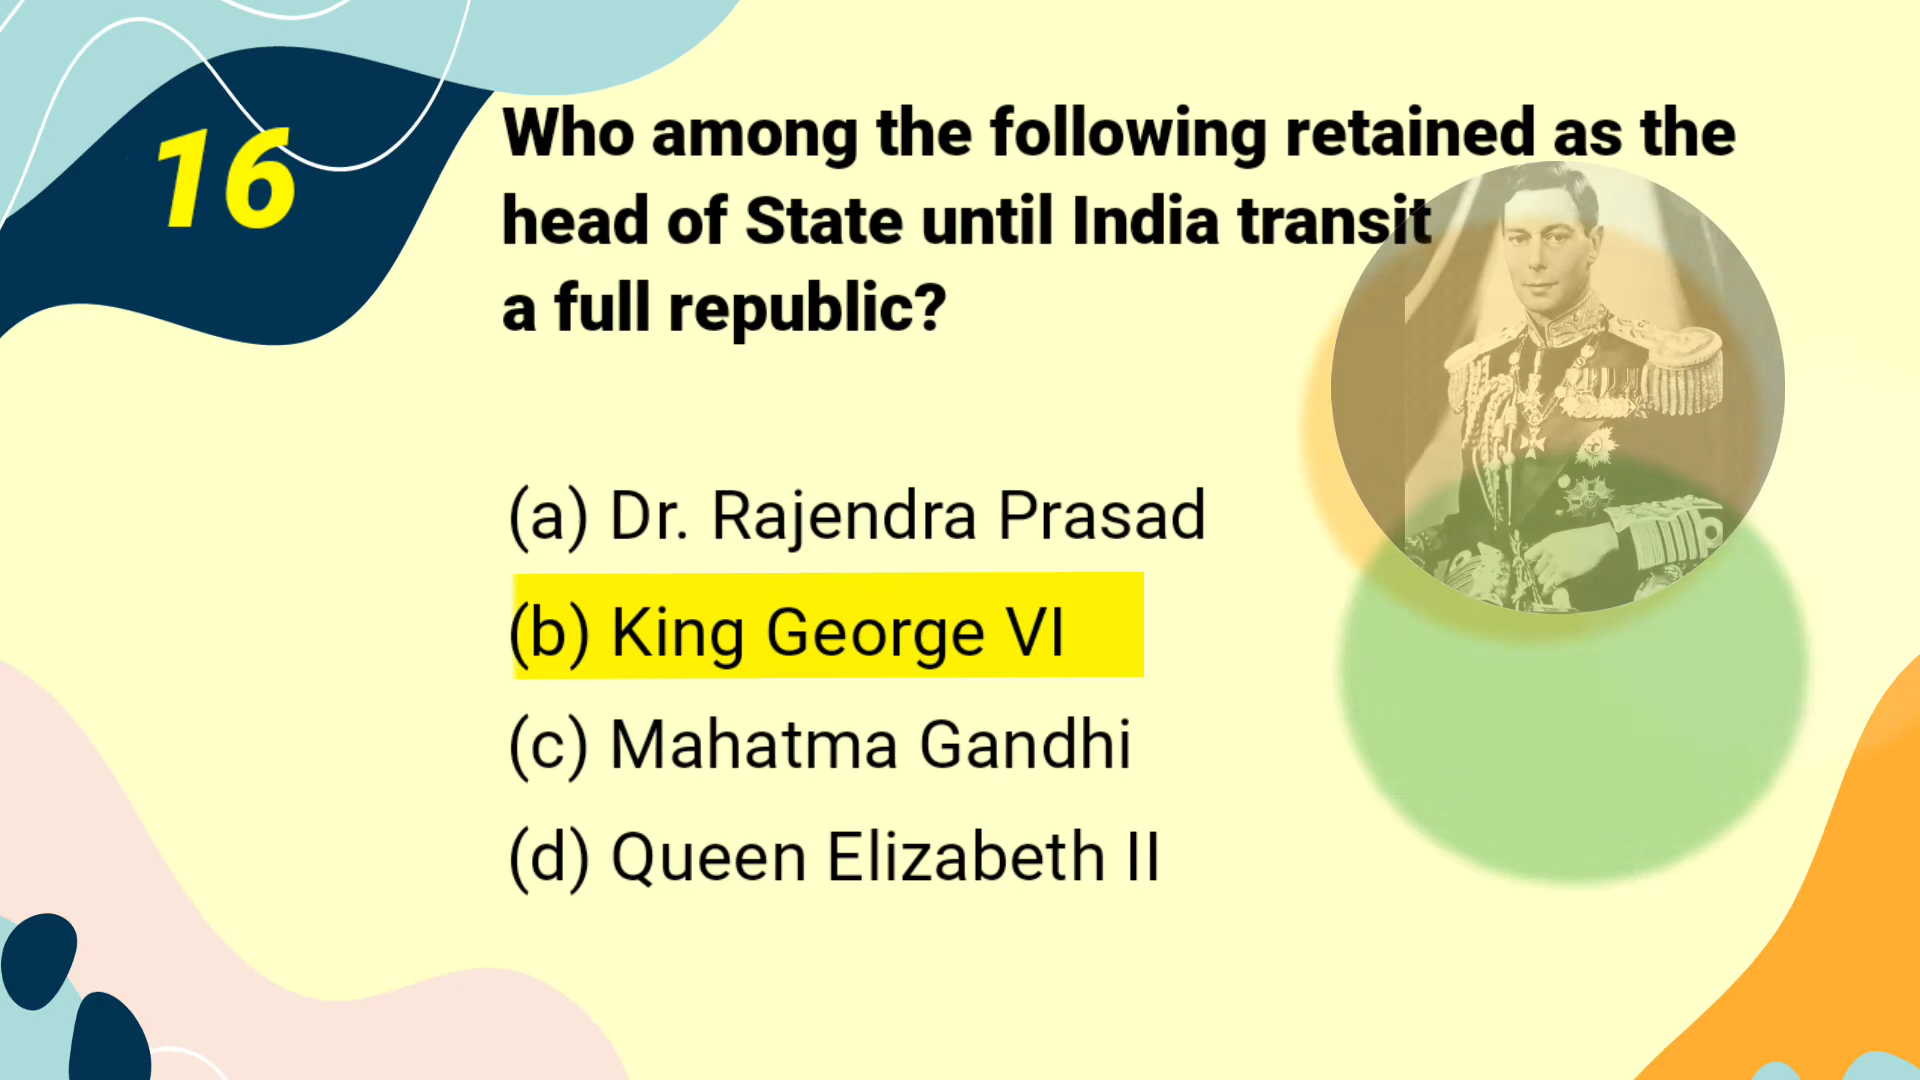 16
Who among the following retained as the
head of State until India transit
a full republic?
(a) Dr. Rajendra Prasad
(b) King George VI
(c) Mahatma Gandhi
(d) Queen Elizabeth II